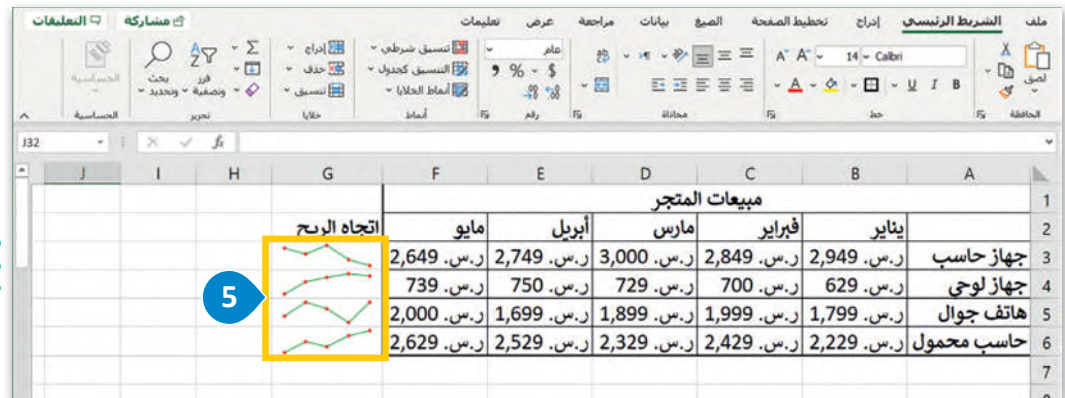 ملف الشريط الرئيسي إدراج تخطيط الصفحة الصيغ بيانات مراجعة عرض تعليمات مشاركة التعليقات
لصق
Calibri 14
B I U
عام
$ % 9
تنسيق شرطي
التنسيق كجدول
أنماط الخلايا
إدراج
حذف
تنسيق
فرز وتصفية
بحث وتحديد
الحساسية
الحافظة خط محاذاة رقم أنماط خلايا تحرير الحساسية
J32 fx
A B C D E F G H I J
1 مبيعات المتجر
2 يناير فبراير مارس أبريل مايو اتجاه الربح
3 جهاز حاسب ر.س. 2,949 ر.س. 2,849 ر.س. 3,000 ر.س. 2,749 ر.س. 2,649
4 جهاز لوحي ر.س. 629 ر.س. 700 ر.س. 729 ر.س. 750 ر.س. 739
5 هاتف جوال ر.س. 1,799 ر.س. 1,999 ر.س. 1,899 ر.س. 1,699 ر.س. 2,000
6 حاسب محمول ر.س. 2,229 ر.س. 2,429 ر.س. 2,329 ر.س. 2,529 ر.س. 2,629
7
5